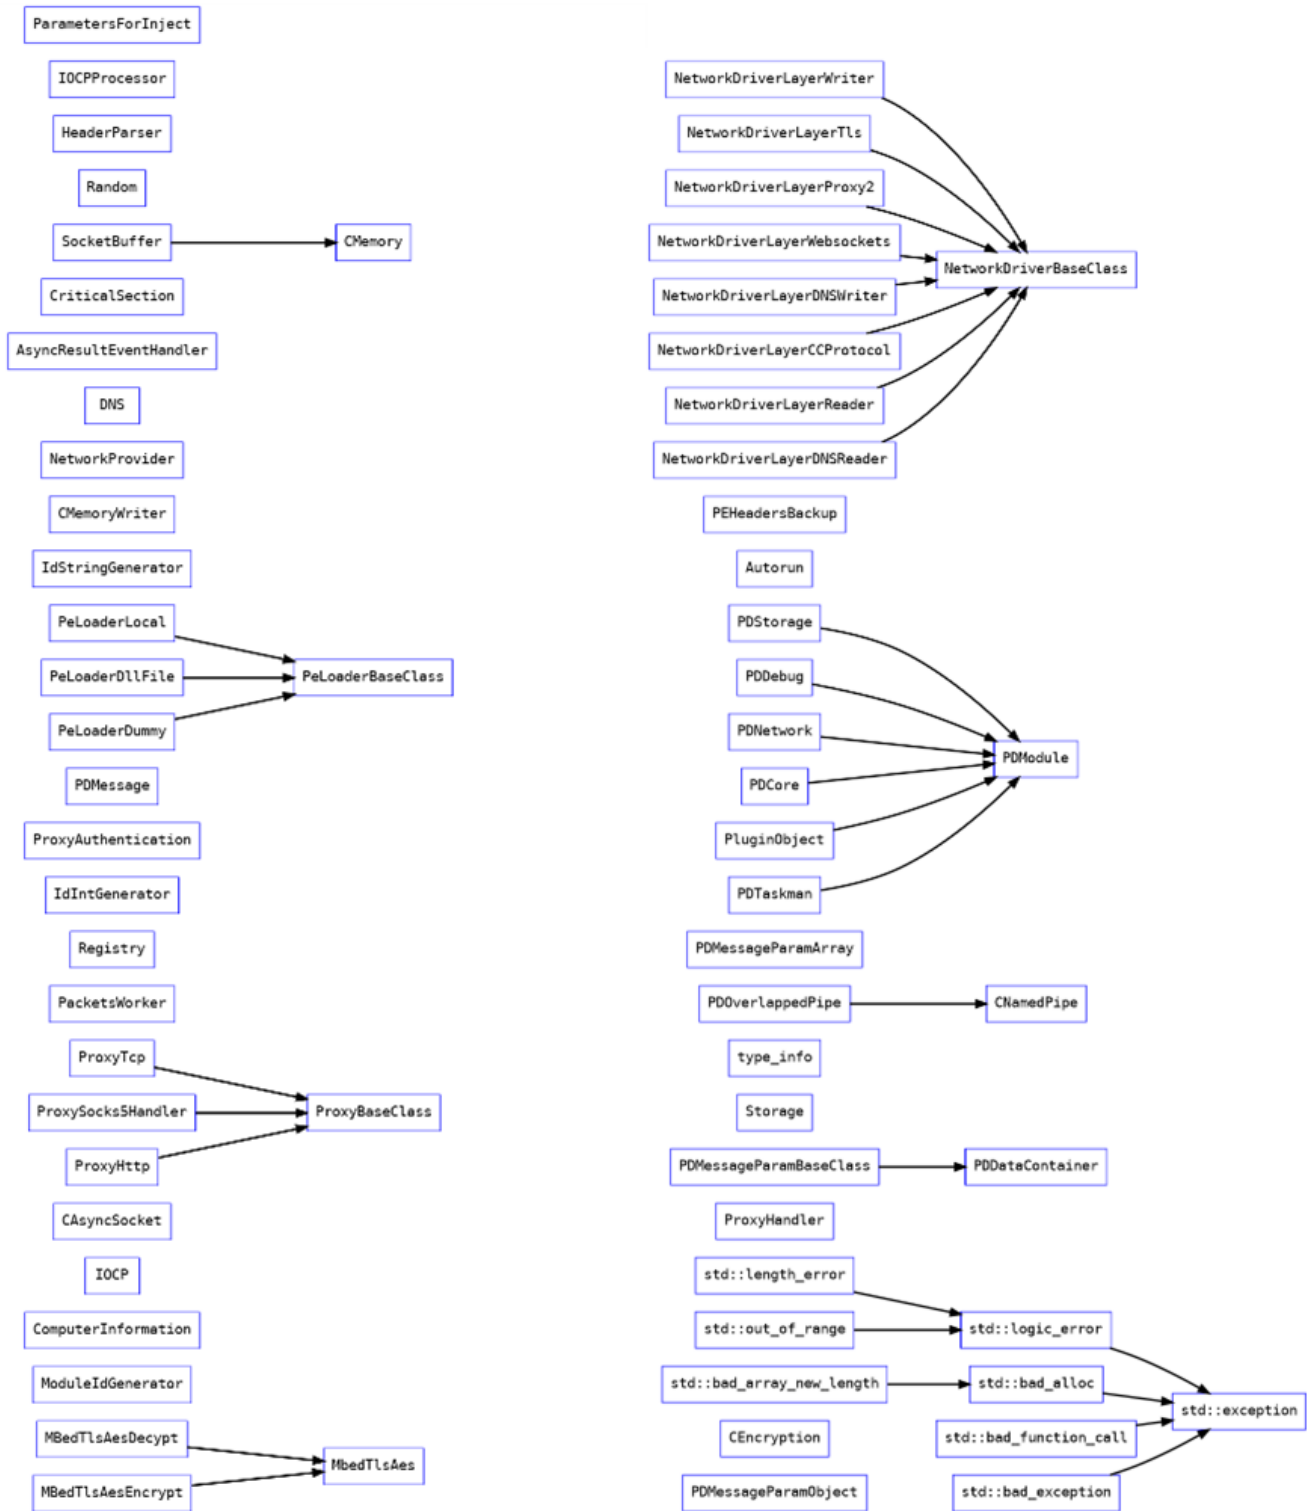 ParametersForInject
IOCPProcessor
HeaderParser
Random
SocketBuffer
CMemory
CriticalSection
AsyncResultEventHandler
DNS
NetworkProvider
CMemoryWriter
IdStringGenerator
PeLoaderLocal
PeLoaderDllFile
PeLoaderBaseClass
PeLoaderDummy
PDMessage
ProxyAuthentication
IdIntGenerator
Registry
PacketsWorker
ProxyTcp
ProxySocks5Handler
ProxyBaseClass
ProxyHttp
CAsyncSocket
IOCP
ComputerInformation
ModuleIdGenerator
MBedTlsAesDecypt
MbedTlsAes
MBedTlsAesEncrypt
NetworkDriverLayerWriter
NetworkDriverLayerTls
NetworkDriverLayerProxy2
NetworkDriverLayerWebsockets
NetworkDriverBaseClass
NetworkDriverLayerDNSWriter
NetworkDriverLayerCCProtocol
NetworkDriverLayerReader
NetworkDriverLayerDNSReader
PEHeadersBackup
Autorun
PDStorage
PDDebug
PDNetwork
PDModule
PDCore
PluginObject
PDTaskman
PDMessageParamArray
PDOverlappedPipe
CNamedPipe
type_info
Storage
PDMessageParamBaseClass
PDDataContainer
ProxyHandler
std::length_error
std::out_of_range
std::logic_error
std::bad_array_new_length
std::bad_alloc
std::exception
CEncryption
std::bad_function_call
PDMessageParamObject
std::bad_exception